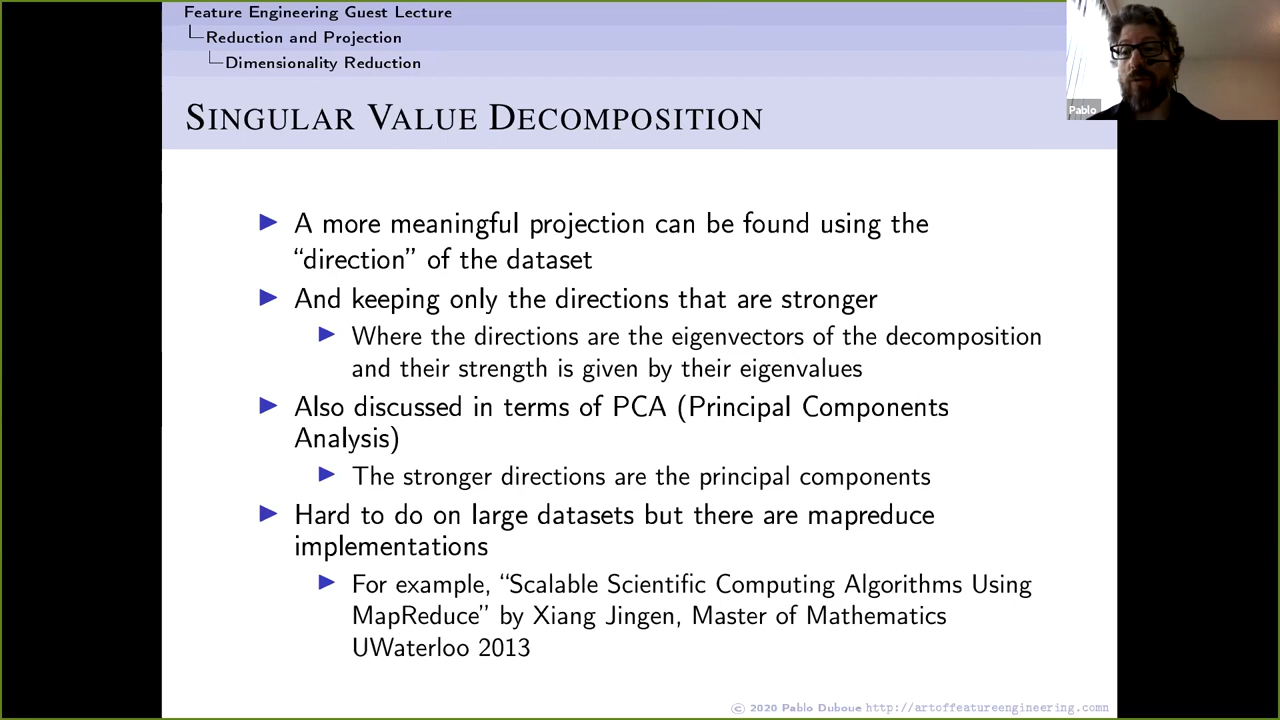 Feature Engineering Guest Lecture
Reduction and Projection
Dimensionality Reduction
SINGULAR VALUE DECOMPOSITION
Pablo
A more meaningful projection can be found using the
“direction” of the dataset
And keeping only the directions that are stronger
Where the directions are the eigenvectors of the decomposition
and their strength is given by their eigenvalues
Also discussed in terms of PCA (Principal Components
Analysis)
The stronger directions are the principal components
Hard to do on large datasets but there are mapreduce
implementations
For example, “Scalable Scientific Computing Algorithms Using
MapReduce” by Xiang Jingen, Master of Mathematics
UWaterloo 2013
© 2020 Pablo Duboue http://artoffeatureengineering.comn